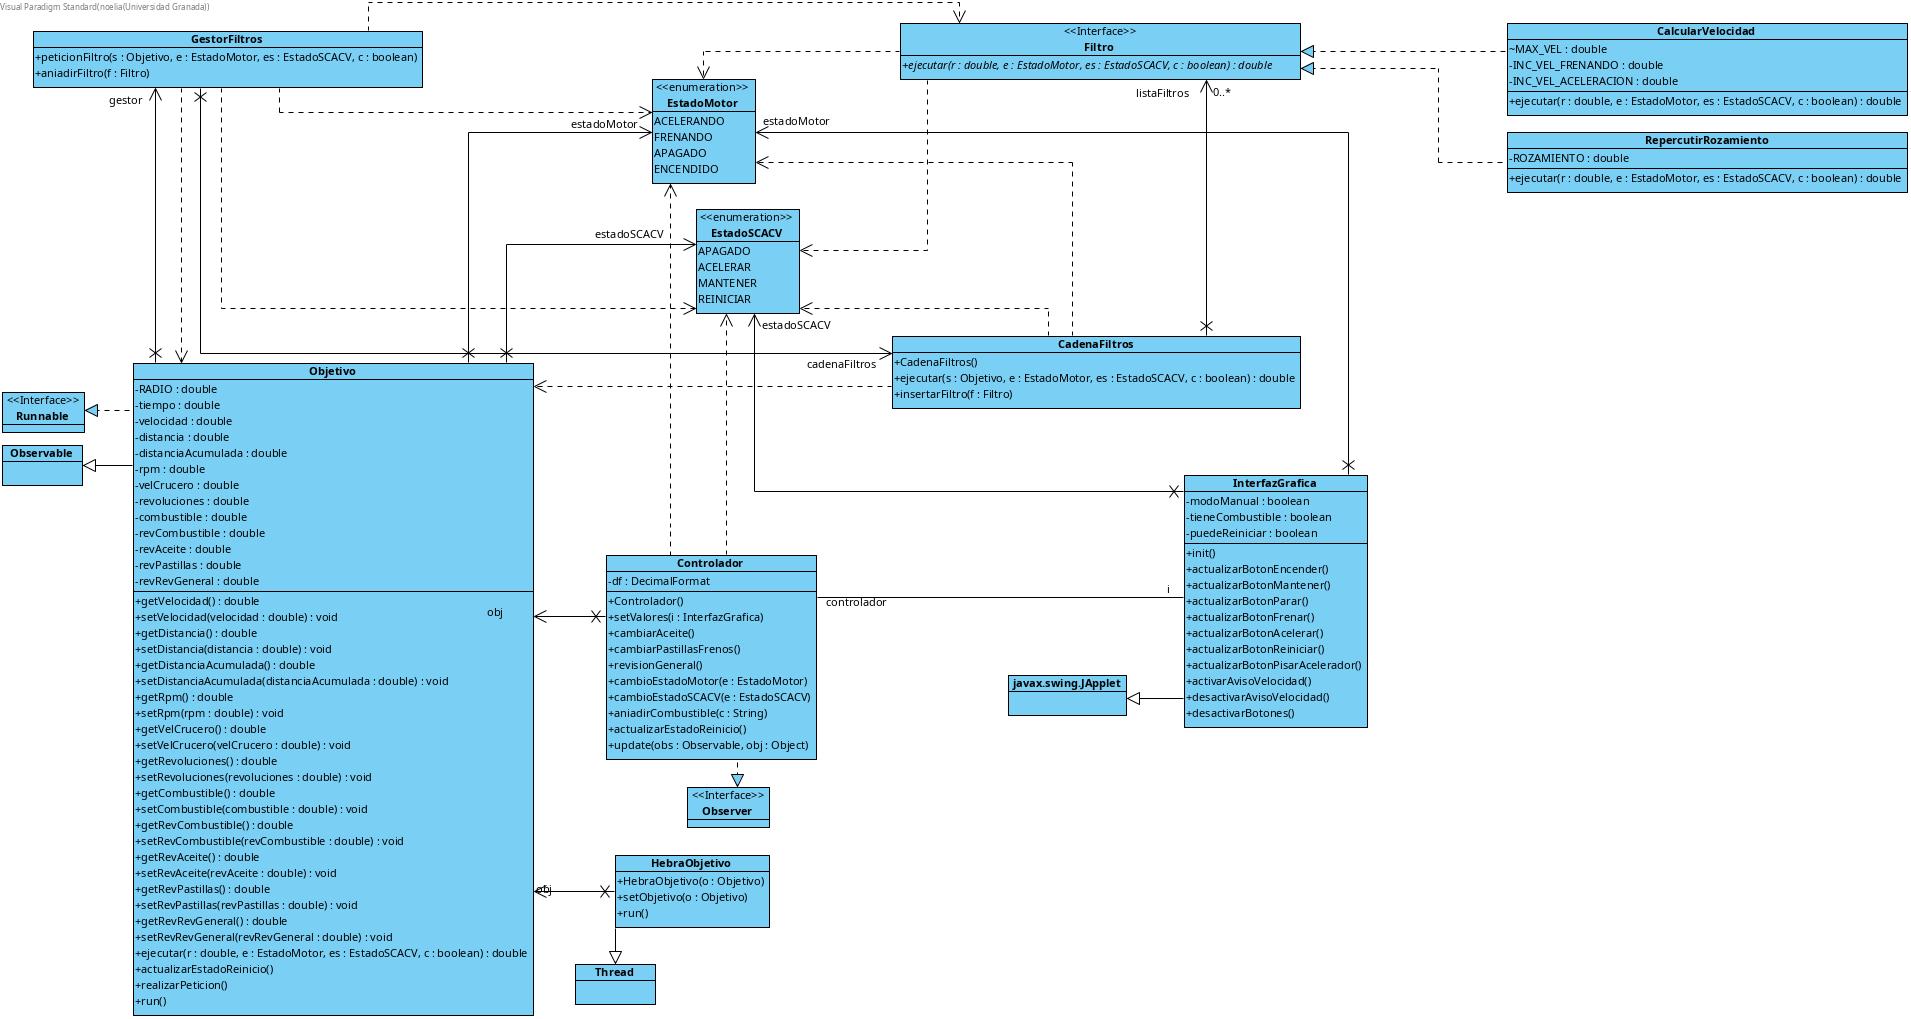 Visual Paradigm Standard(noelia(Universidad Granada))
GestorFiltros
+peticionFiltro(s : Objetivo, e : EstadoMotor, es : EstadoSCACV, c : boolean)
+aniadirFiltro(f : Filtro)
gestor
<<Interface>>
Filtro
+ejecutar(r : double, e : EstadoMotor, es : EstadoSCACV, c : boolean) : double
CalcularVelocidad
~MAX_VEL : double
-INC_VEL_FRENANDO : double
-INC_VEL_ACELERACION : double
+ejecutar(r : double, e : EstadoMotor, es : EstadoSCACV, c : boolean) : double
RepercutirRozamiento
-ROZAMIENTO : double
+ejecutar(r : double, e : EstadoMotor, es : EstadoSCACV, c : boolean) : double
listaFiltros
0..*
<<enumeration>>
EstadoMotor
ACELERANDO
FRENANDO
APAGADO
ENCENDIDO
estadoMotor
estadoMotor
<<enumeration>>
EstadoSCACV
APAGADO
ACELERAR
MANTENER
REINICIAR
estadoSCACV
estadoSCACV
cadenaFiltros
CadenaFiltros
+CadenaFiltros()
+ejecutar(s : Objetivo, e : EstadoMotor, es : EstadoSCACV, c : boolean) : double
+insertarFiltro(f : Filtro)
<<Interface>>
Runnable
Observable
Objetivo
-RADIO : double
-tiempo : double
-velocidad : double
-distancia : double
-distanciaAcumulada : double
-rpm : double
-velCrucero : double
-revoluciones : double
-combustible : double
-revCombustible : double
-revAceite : double
-revPastillas : double
-revRevGeneral : double
+getVelocidad() : double
+setVelocidad(velocidad : double) : void
+getDistancia() : double
+setDistancia(distancia : double) : void
+getDistanciaAcumulada() : double
+setDistanciaAcumulada(distanciaAcumulada : double) : void
+getRpm() : double
+setRpm(rpm : double) : void
+getVelCrucero() : double
+setVelCrucero(velCrucero : double) : void
+getRevoluciones() : double
+setRevoluciones(revoluciones : double) : void
+getCombustible() : double
+setCombustible(combustible : double) : void
+getRevCombustible() : double
+setRevCombustible(revCombustible : double) : void
+getRevAceite() : double
+setRevAceite(revAceite : double) : void
+getRevPastillas() : double
+setRevPastillas(revPastillas : double) : void
+getRevRevGeneral() : double
+setRevRevGeneral(revRevGeneral : double) : void
+ejecutar(r : double, e : EstadoMotor, es : EstadoSCACV, c : boolean) : double
+actualizarEstadoReinicio()
+realizarPeticion()
+run()
obj
Controlador
-df : DecimalFormat
+Controlador()
+setValores(i : InterfazGrafica)
+cambiarAceite()
+cambiarPastillasFrenos()
+revisionGeneral()
+cambioEstadoMotor(e : EstadoMotor)
+cambioEstadoSCACV(e : EstadoSCACV)
+aniadirCombustible(c : String)
+actualizarEstadoReinicio()
+update(obs : Observable, obj : Object)
controlador
i
<<Interface>>
Observer
InterfazGrafica
-modoManual : boolean
-tieneCombustible : boolean
-puedeReiniciar : boolean
+init()
+actualizarBotonEncender()
+actualizarBotonMantener()
+actualizarBotonParar()
+actualizarBotonFrenar()
+actualizarBotonAcelerar()
+actualizarBotonReiniciar()
+actualizarBotonPisarAcelerador()
+activarAvisoVelocidad()
+desactivarAvisoVelocidad()
+desactivarBotones()
javax.swing.JApplet
obj
HebraObjetivo
+HebraObjetivo(o : Objetivo)
+setObjetivo(o : Objetivo)
+run()
Thread